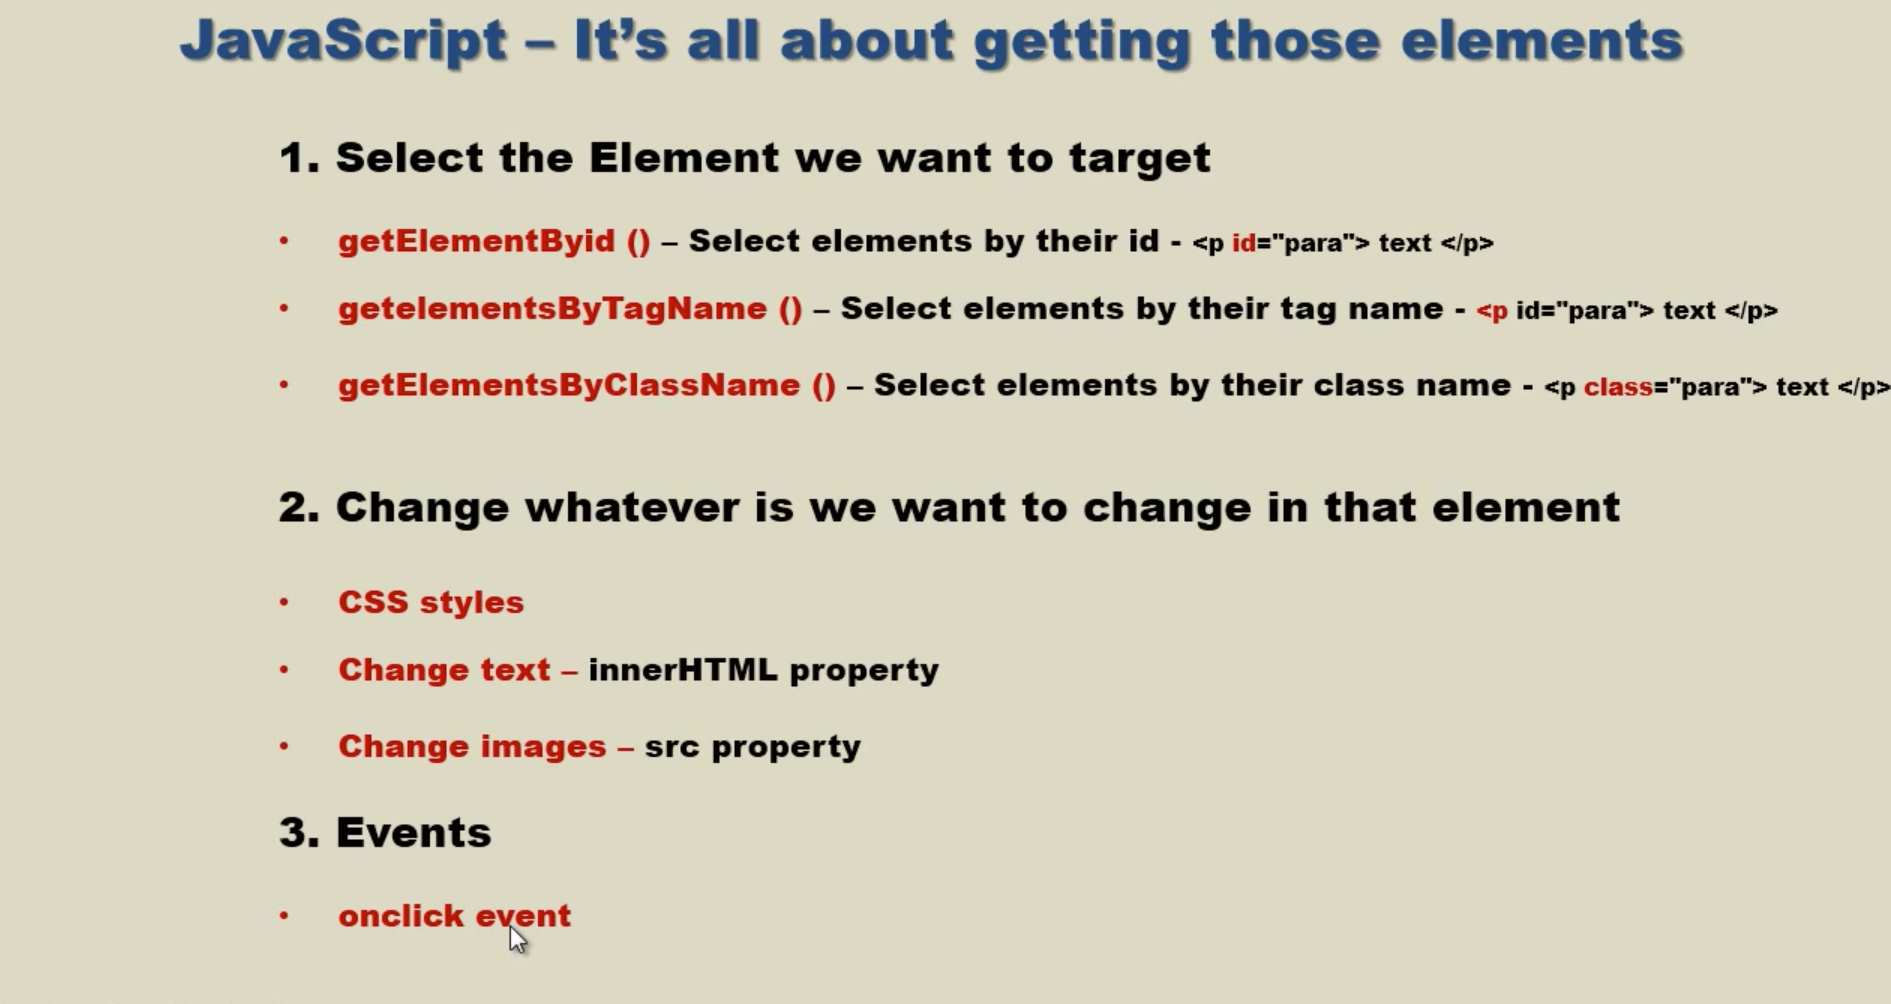 JavaScript – It’s all about getting those elements
1. Select the Element we want to target
• getElementByid () – Select elements by their id - <p id="para"> text </p>
• getelementsByTagName () – Select elements by their tag name - <p id="para"> text </p>
• getElementsByClassName () – Select elements by their class name - <p class="para"> text </p>
2. Change whatever is we want to change in that element
• CSS styles
• Change text – innerHTML property
• Change images – src property
3. Events
• onclick event